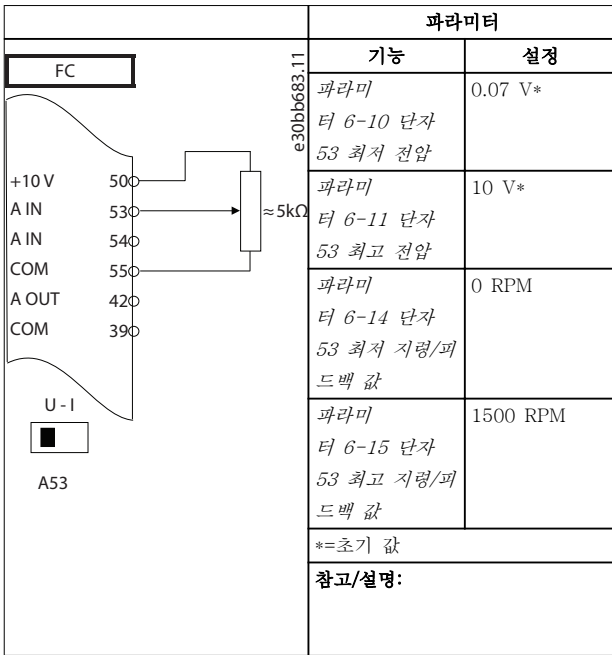 파라미터
기능 설정
FC
e30bb683.11
+10 V 50
A IN 53
A IN 54
COM 55
A OUT 42
COM 39
≈5kΩ
U - I
A53
파라미
터 6-10 단자
53 최저 전압
0.07 V*
파라미
터 6-11 단자
53 최고 전압
10 V*
파라미
터 6-14 단자
53 최저 지령/피
드백 값
0 RPM
파라미
터 6-15 단자
53 최고 지령/피
드백 값
1500 RPM
*=초기 값
참고/설명: